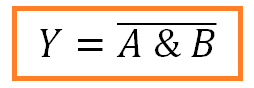 Y = \overline{A & B}